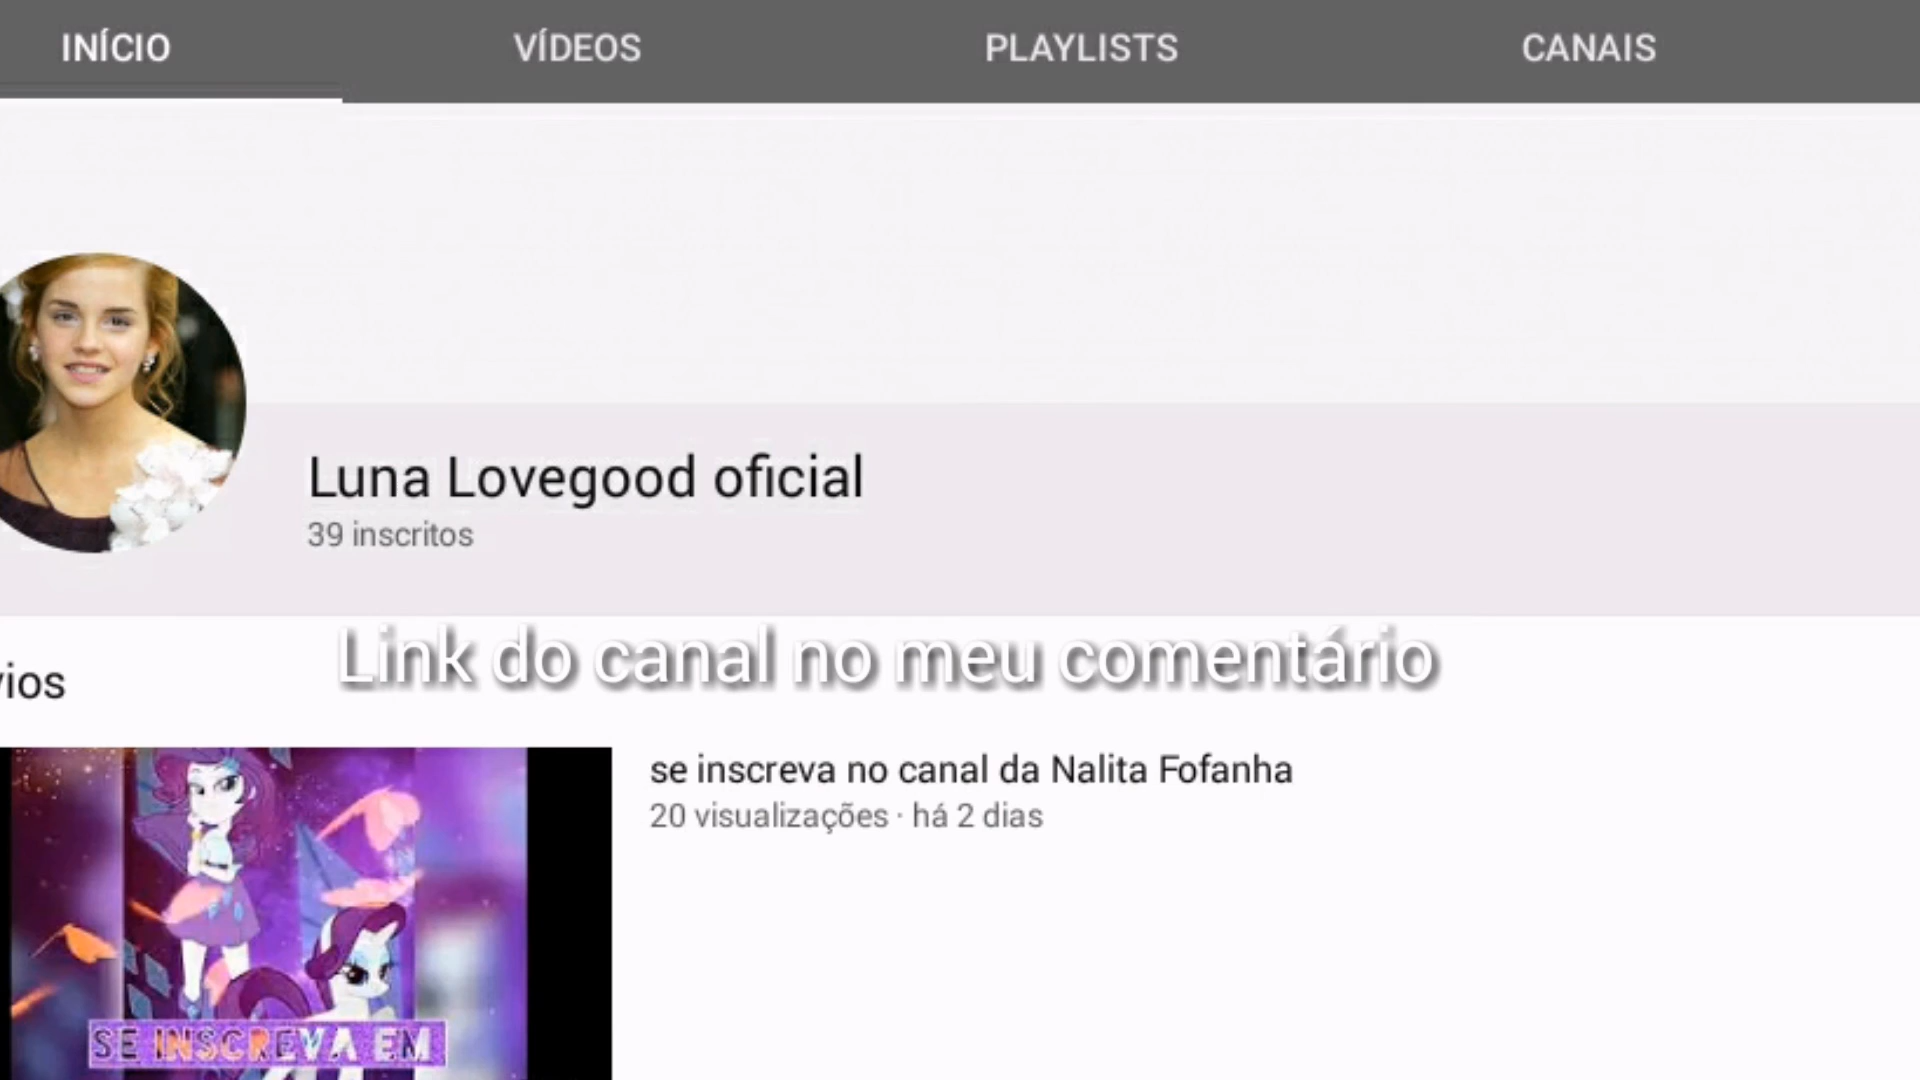 INÍCIO VÍDEOS PLAYLISTS CANAIS
Luna Lovegood oficial
39 inscritos
Link do canal no meu comentário
vios
se inscreva no canal da Nalita Fofanha
20 visualizações · há 2 dias
SE INSCREVA EM